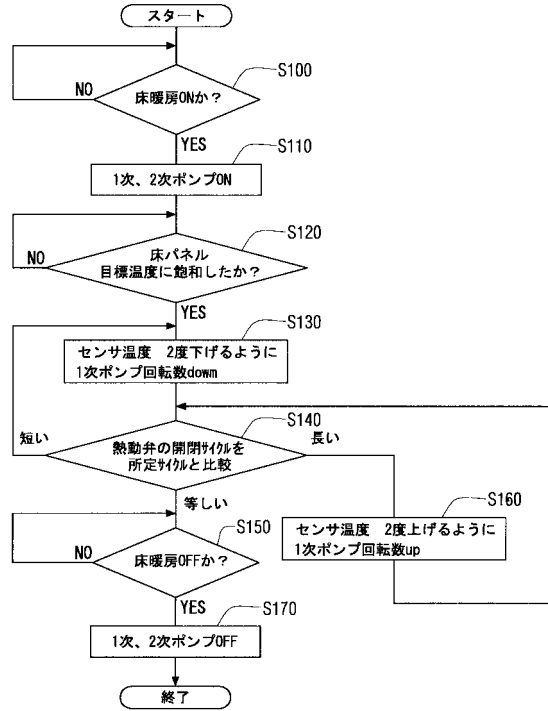 スタート
S100
床暖房ONか?
NO
YES
S110
1次、2次ポンプON
S120
床パネル
目標温度に飽和したか?
NO
YES
S130
センサ温度 2度下げるように
1次ポンプ回転数down
S140
短い
熱動弁の開閉サイクルを
所定サイクルと比較
長い
等しい
S150
床暖房OFFか?
NO
YES
S160
センサ温度 2度上げるように
1次ポンプ回転数up
S170
1次、2次ポンプOFF
終了